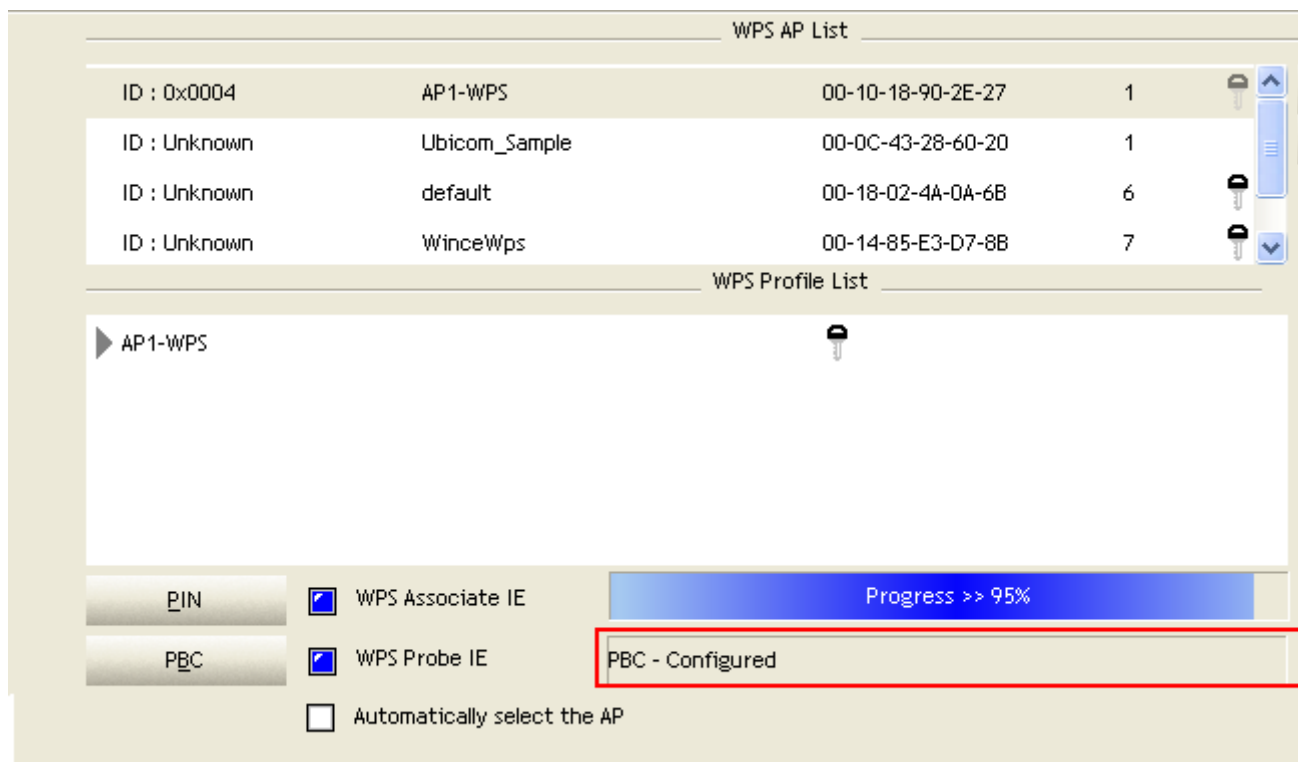 WPS AP List
ID : 0x0004 AP1-WPS 00-10-18-90-2E-27 1
ID : Unknown Ubicom_Sample 00-0C-43-28-60-20 1
ID : Unknown default 00-18-02-4A-0A-6B 6
ID : Unknown WinceWps 00-14-85-E3-D7-8B 7
WPS Profile List
AP1-WPS
PIN WPS Associate IE Progress >> 95%
PBC WPS Probe IE PBC - Configured
Automatically select the AP